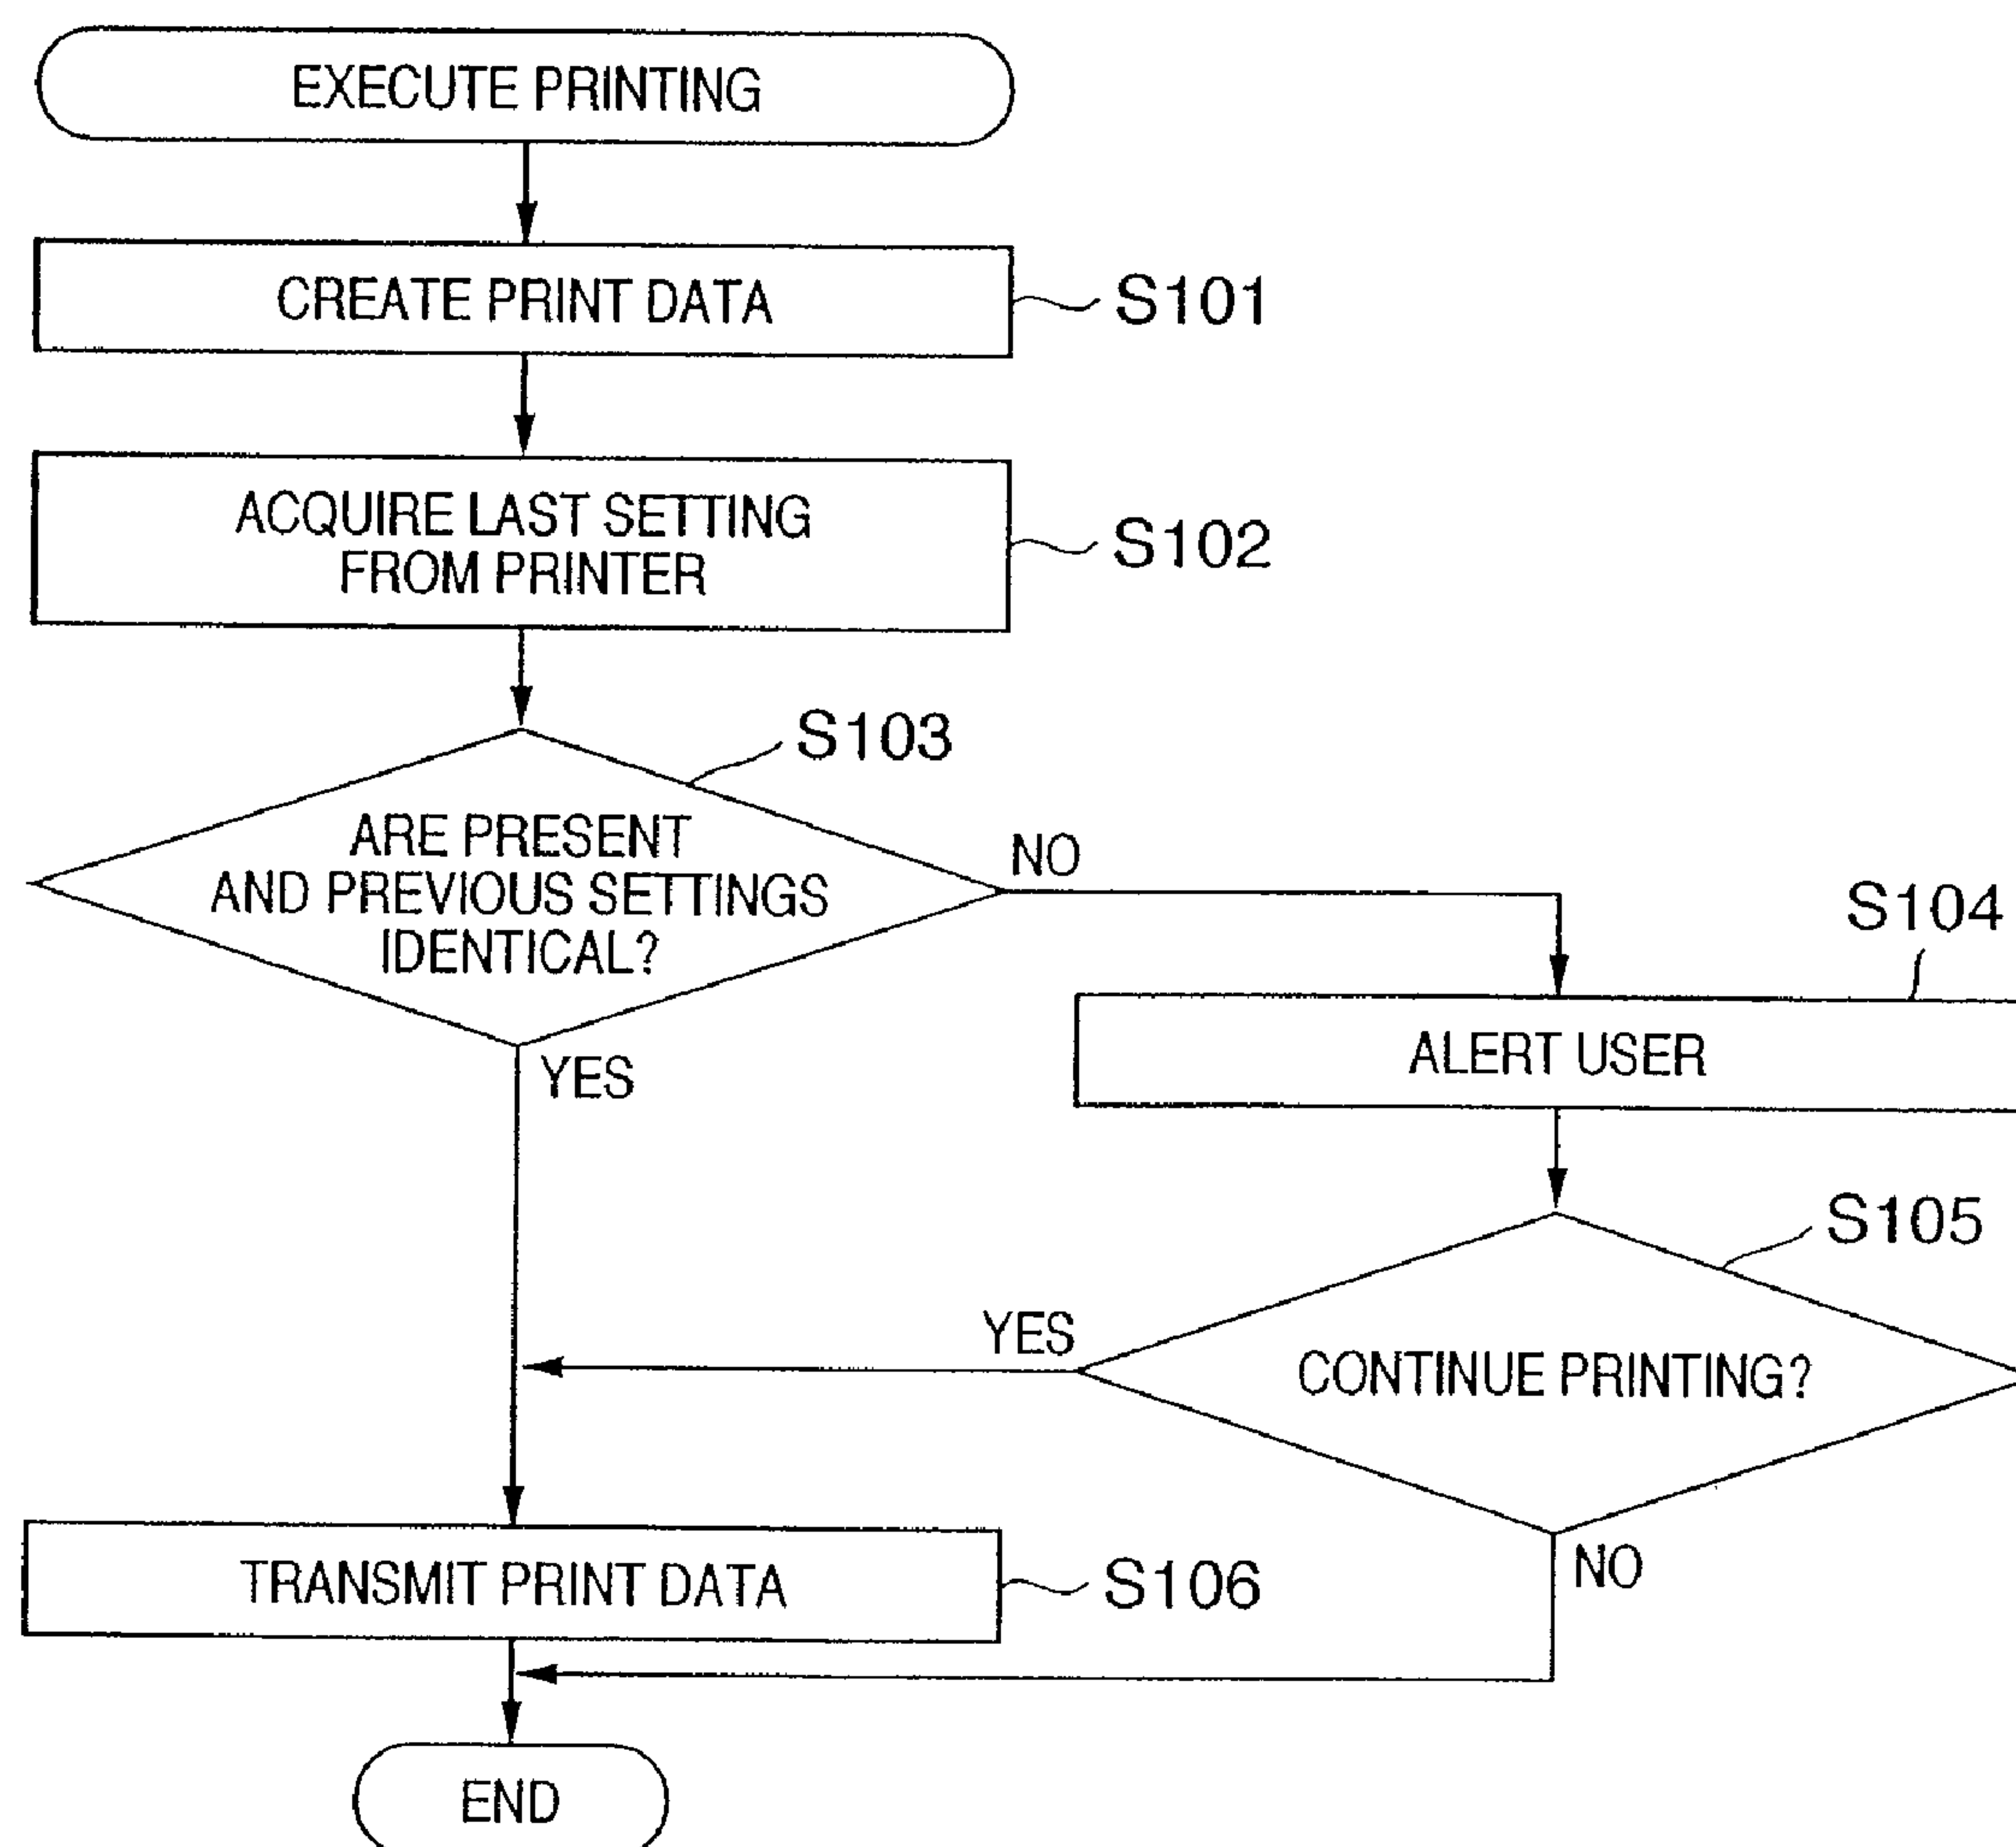 EXECUTE PRINTING
CREATE PRINT DATA
S101
ACQUIRE LAST SETTING
FROM PRINTER
S102
S103
ARE PRESENT
AND PREVIOUS SETTINGS
IDENTICAL?
NO
YES
S104
ALERT USER
S105
CONTINUE PRINTING?
YES
NO
TRANSMIT PRINT DATA
S106
END